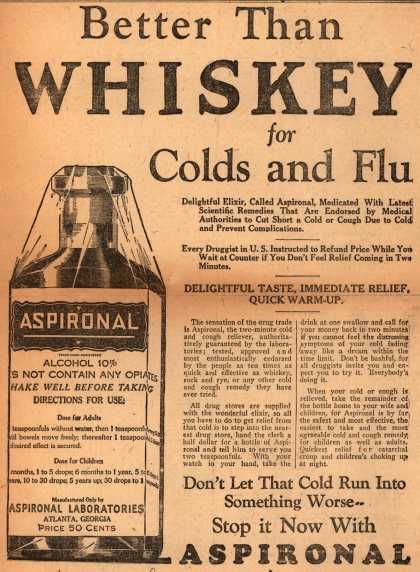 Better Than
WHISKEY
for
Colds and Flu
Delightful Elixir, Called Aspironal, Medicated With Latest
Scientific Remedies That Are Endorsed by Medical
Authorities to Cut Short a Cold or Cough Due to Cold
and Prevent Complications.
Every Druggist in U. S. Instructed to Refund Price While You
Wait at Counter if You Don't Feel Relief Coming in Two
Minutes.
DELIGHTFUL TASTE, IMMEDIATE RELIEF,
QUICK WARM-UP.
The sensation of the drug trade
is Aspironal, the two-minute cold
and cough reliever, authorita-
tively guaranteed by the labora-
tories; tested, approved and
most enthusiastically endorsed
by the people as ten times as
quick and effective as whiskey,
rock and rye, or any other cold
and cough remedy they have
ever tried.
All drug stores are supplied
with the wonderful elixir, so all
you have to do to get relief from
that cold is to step into the near-
est drug store, hand the clerk a
half dollar for a bottle of Aspi-
ronal and tell him to serve you
two teaspoonfuls. With your
watch in your hand, take the
drink at one swallow and call for
your money back in two minutes
if you cannot feel the distressing
symptoms of your cold fading
away like a dream within the
time limit. Don't be bashful, for
all druggists invite you and ex-
pect you to try it. Everybody's
doing it.
When your cold or cough is
relieved, take the remainder of
the bottle home to your wife and
children, for Aspironal is by far
the safest and most effective, the
easiest to take and the most
agreeable cold and cough remedy
for children as well as adults.
Quickest relief for catarrhal
croup and children's choking up
at night.
Don't Let That Cold Run Into
Something Worse--
Stop it Now With
ASPIRONAL
ASPIRONAL
ALCOHOL 10%
S NOT CONTAIN ANY OPIATES
HAKE WELL BEFORE TAKING
DIRECTIONS FOR USE:
Dose for Adults
teaspoonfuls without water, then 1 teaspoonful
til bowels move freely; thereafter 1 teaspoonful
desired effect is secured.
Dose for Children
months, 1 to 5 drops; 6 months to 1 year, 5 to
years, 10 to 30 drops; 5 years up, 30 drops to 1
Manufactured Only by
ASPIRONAL LABORATORIES
ATLANTA, GEORGIA
PRICE 50 CENTS